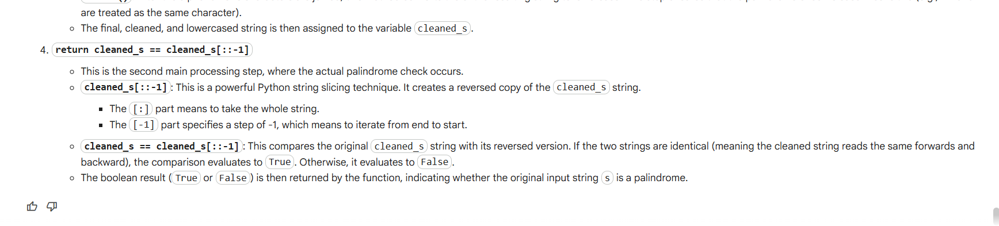 are treated as the same character).
The final, cleaned, and lowercased string is then assigned to the variable cleaned_s.
4. return cleaned_s == cleaned_s[::-1]
This is the second main processing step, where the actual palindrome check occurs.
cleaned_s[::-1]: This is a powerful Python string slicing technique. It creates a reversed copy of the cleaned_s string.
The [:] part means to take the whole string.
The [-1] part specifies a step of -1, which means to iterate from end to start.
cleaned_s == cleaned_s[::-1]: This compares the original cleaned_s string with its reversed version. If the two strings are identical (meaning the cleaned string reads the same forwards and
backward), the comparison evaluates to True. Otherwise, it evaluates to False.
The boolean result (True or False) is then returned by the function, indicating whether the original input string s is a palindrome.